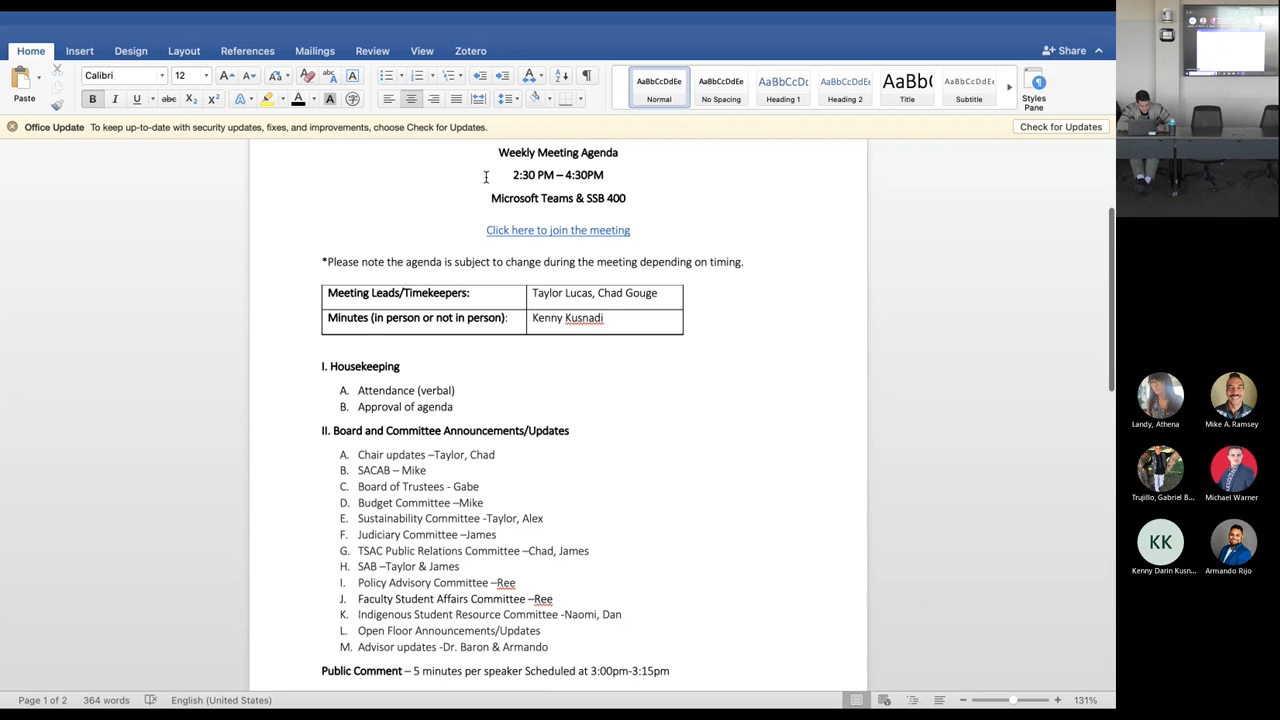 Home Insert Design Layout References Mailings Review View Zotero Share
Paste Calibri 12 AaBbCcDdEe Normal AaBbCcDdEe No Spacing AaBbCcDc Heading 1 AaBbCcDdEe Heading 2 AaBb( Title AaBbCcDdEe Subtitle Styles Pane
Office Update To keep up-to-date with security updates, fixes, and improvements, choose Check for Updates. Check for Updates
Weekly Meeting Agenda
2:30 PM – 4:30PM
Microsoft Teams & SSB 400
Click here to join the meeting
*Please note the agenda is subject to change during the meeting depending on timing.
Meeting Leads/Timekeepers: Taylor Lucas, Chad Gouge
Minutes (in person or not in person): Kenny Kusnadi
I. Housekeeping
A. Attendance (verbal)
B. Approval of agenda
II. Board and Committee Announcements/Updates
A. Chair updates –Taylor, Chad
B. SACAB – Mike
C. Board of Trustees - Gabe
D. Budget Committee –Mike
E. Sustainability Committee -Taylor, Alex
F. Judiciary Committee –James
G. TSAC Public Relations Committee –Chad, James
H. SAB –Taylor & James
I. Policy Advisory Committee –Ree
J. Faculty Student Affairs Committee –Ree
K. Indigenous Student Resource Committee -Naomi, Dan
L. Open Floor Announcements/Updates
M. Advisor updates -Dr. Baron & Armando
Public Comment – 5 minutes per speaker Scheduled at 3:00pm-3:15pm
Page 1 of 2 364 words English (United States) 131%
Landy, Athena Mike A. Ramsey
Trujillo, Gabriel B... Michael Warner
KK
Kenny Darin Kusn... Armando Rijo